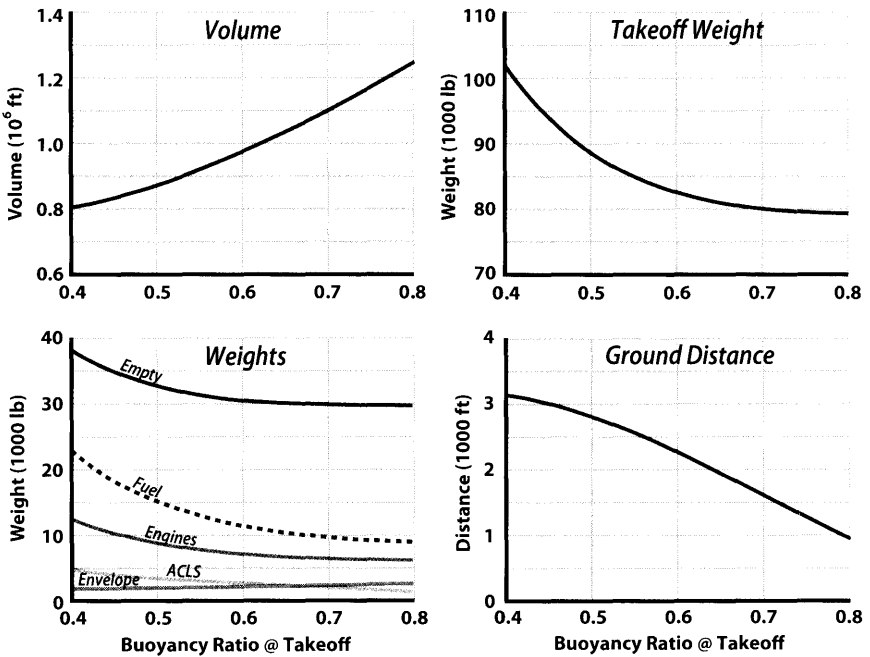 Volume
Volume (10⁶ ft)
1.4
1.2
1.0
0.8
0.6
0.4 0.5 0.6 0.7 0.8
Takeoff Weight
Weight (1000 lb)
110
100
90
80
70
0.4 0.5 0.6 0.7 0.8
Weights
Weight (1000 lb)
40
30
20
10
0
Empty
Fuel
Engines
ACLS
Envelope
0.4 0.5 0.6 0.7 0.8
Buoyancy Ratio @ Takeoff
Ground Distance
Distance (1000 ft)
4
3
2
1
0
0.4 0.5 0.6 0.7 0.8
Buoyancy Ratio @ Takeoff